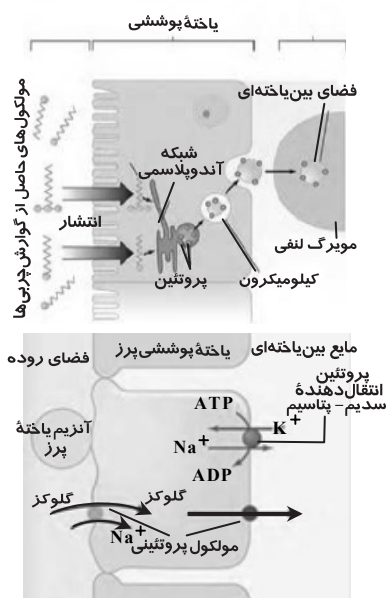 یاختهٔ پوششی
مولکول‌های حاصل از گوارش چربی‌ها
انتشار
شبکه
آندوپلاسمی
پروتئین
کیلومیکرون
فضای بین‌یاخته‌ای
مویرگ لنفی
فضای روده
یاختهٔ پوششی پرز
مایع بین‌یاخته‌ای
پروتئین
انتقال‌دهندهٔ
سدیم – پتاسیم
آنزیم یاختهٔ
پرز
ATP
K+
Na+
ADP
گلوکز
گلوکز
Na+
مولکول پروتئینی